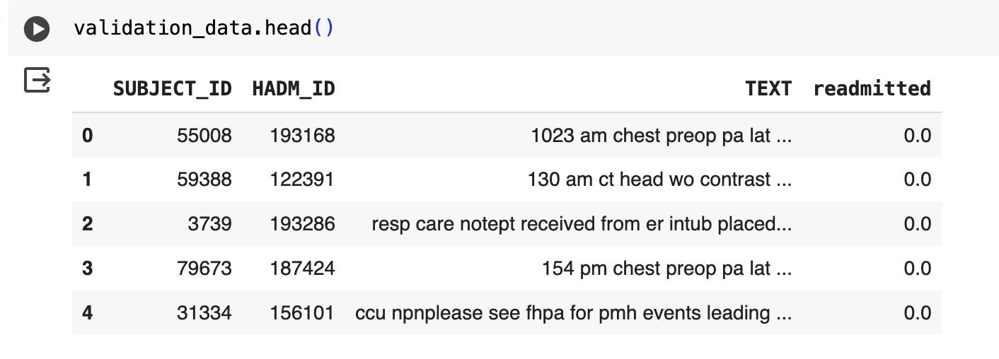 validation_data.head()
SUBJECT_ID HADM_ID TEXT readmitted
0 55008 193168 1023 am chest preop pa lat ... 0.0
1 59388 122391 130 am ct head wo contrast ... 0.0
2 3739 193286 resp care notept received from er intub placed... 0.0
3 79673 187424 154 pm chest preop pa lat ... 0.0
4 31334 156101 ccu npnplease see fhpa for pmh events leading ... 0.0